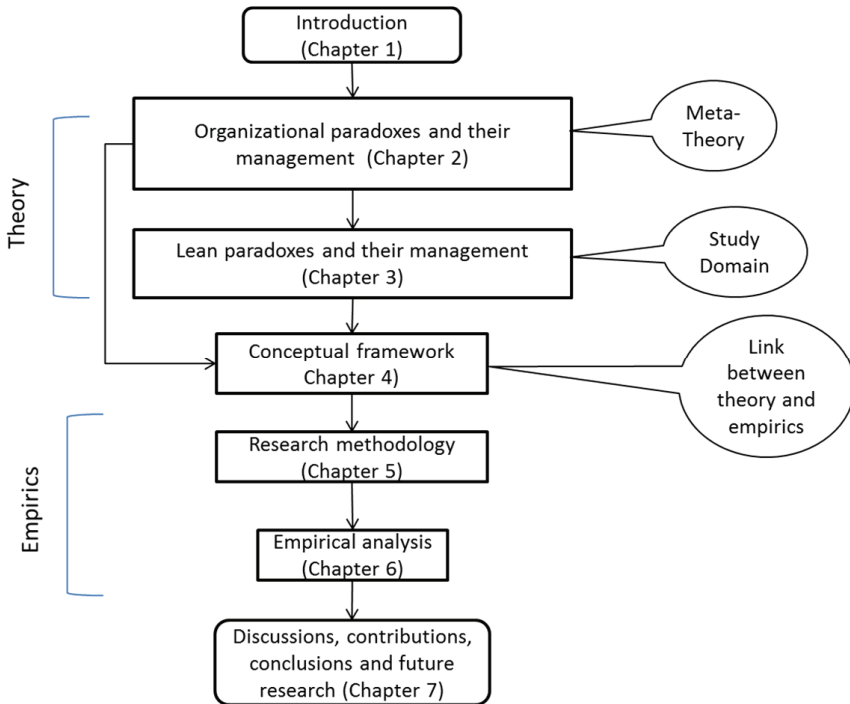 Introduction
(Chapter 1)
Organizational paradoxes and their
management (Chapter 2)
Meta-
Theory
Theory
Lean paradoxes and their management
(Chapter 3)
Study
Domain
Conceptual framework
Chapter 4)
Link
between
theory and
empirics
Empirics
Research methodology
(Chapter 5)
Empirical analysis
(Chapter 6)
Discussions, contributions,
conclusions and future
research (Chapter 7)